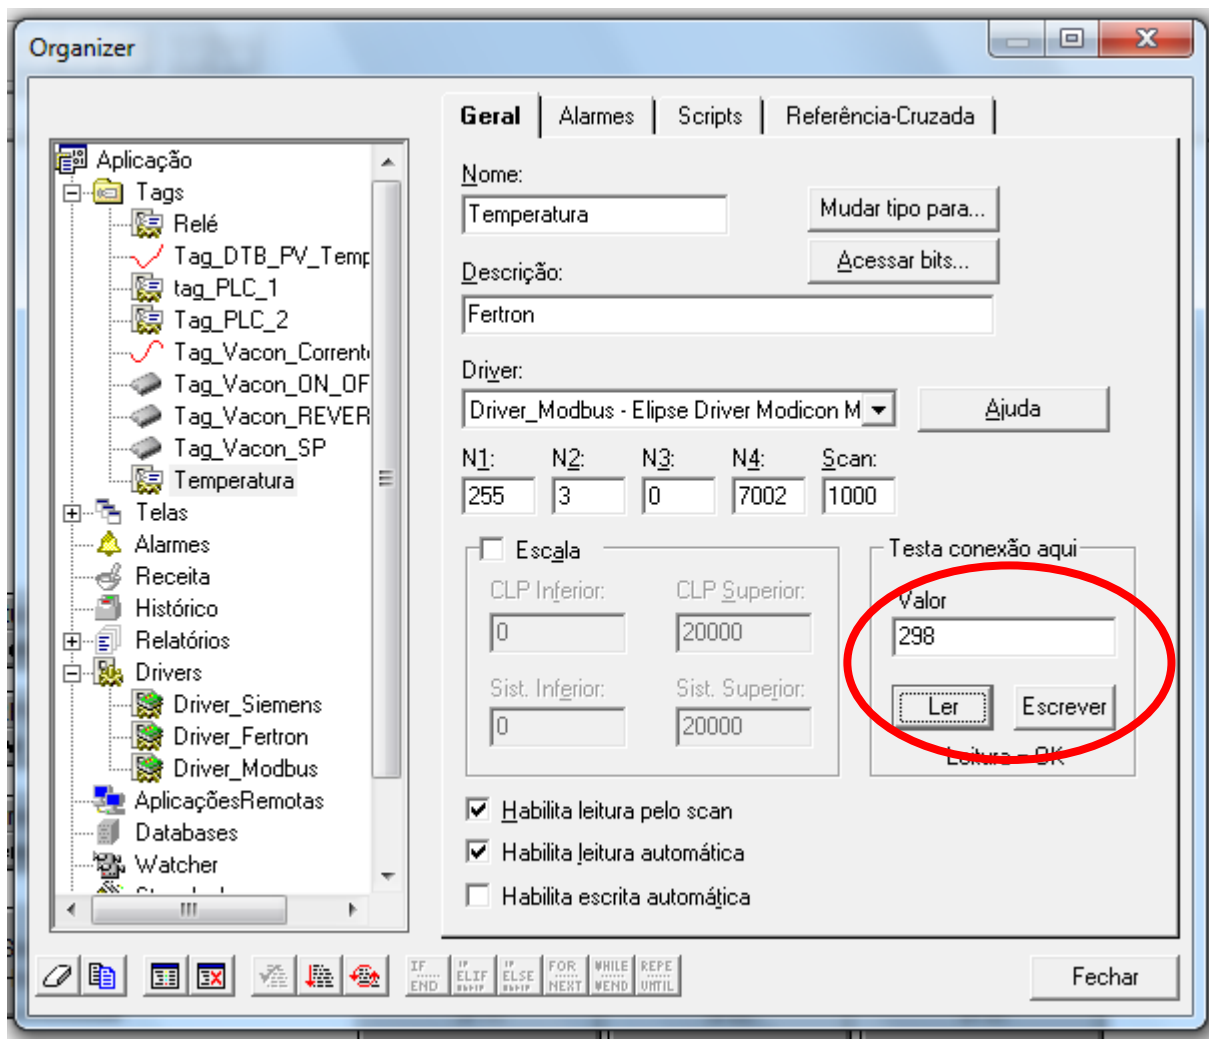 Organizer
Geral
Alarmes
Scripts
Referência-Cruzada
Aplicação
Tags
Relé
Tag_DTB_PV_Temp
tag_PLC_1
Tag_PLC_2
Tag_Vacon_Corrent
Tag_Vacon_ON_OF
Tag_Vacon_REVER
Tag_Vacon_SP
Temperatura
Telas
Alarmes
Receita
Histórico
Relatórios
Drivers
Driver_Siemens
Driver_Fertron
Driver_Modbus
AplicaçõesRemotas
Databases
Watcher
Nome:
Temperatura
Mudar tipo para...
Acessar bits...
Descrição:
Fertron
Driver:
Driver_Modbus - Elipse Driver Modicon M
Ajuda
N1: N2: N3: N4: Scan:
255 3 0 7002 1000
Escala
CLP Inferior: CLP Superior:
0 20000
Sist. Inferior: Sist. Superior:
0 20000
Testa conexão aqui
Valor
298
Ler Escrever
Leitura - OK
Habilita leitura pelo scan
Habilita leitura automática
Habilita escrita automática
IF END
IF ELIF
IF ELSE
FOR NEXT
WHILE WEND
REPE UNTIL
Fechar